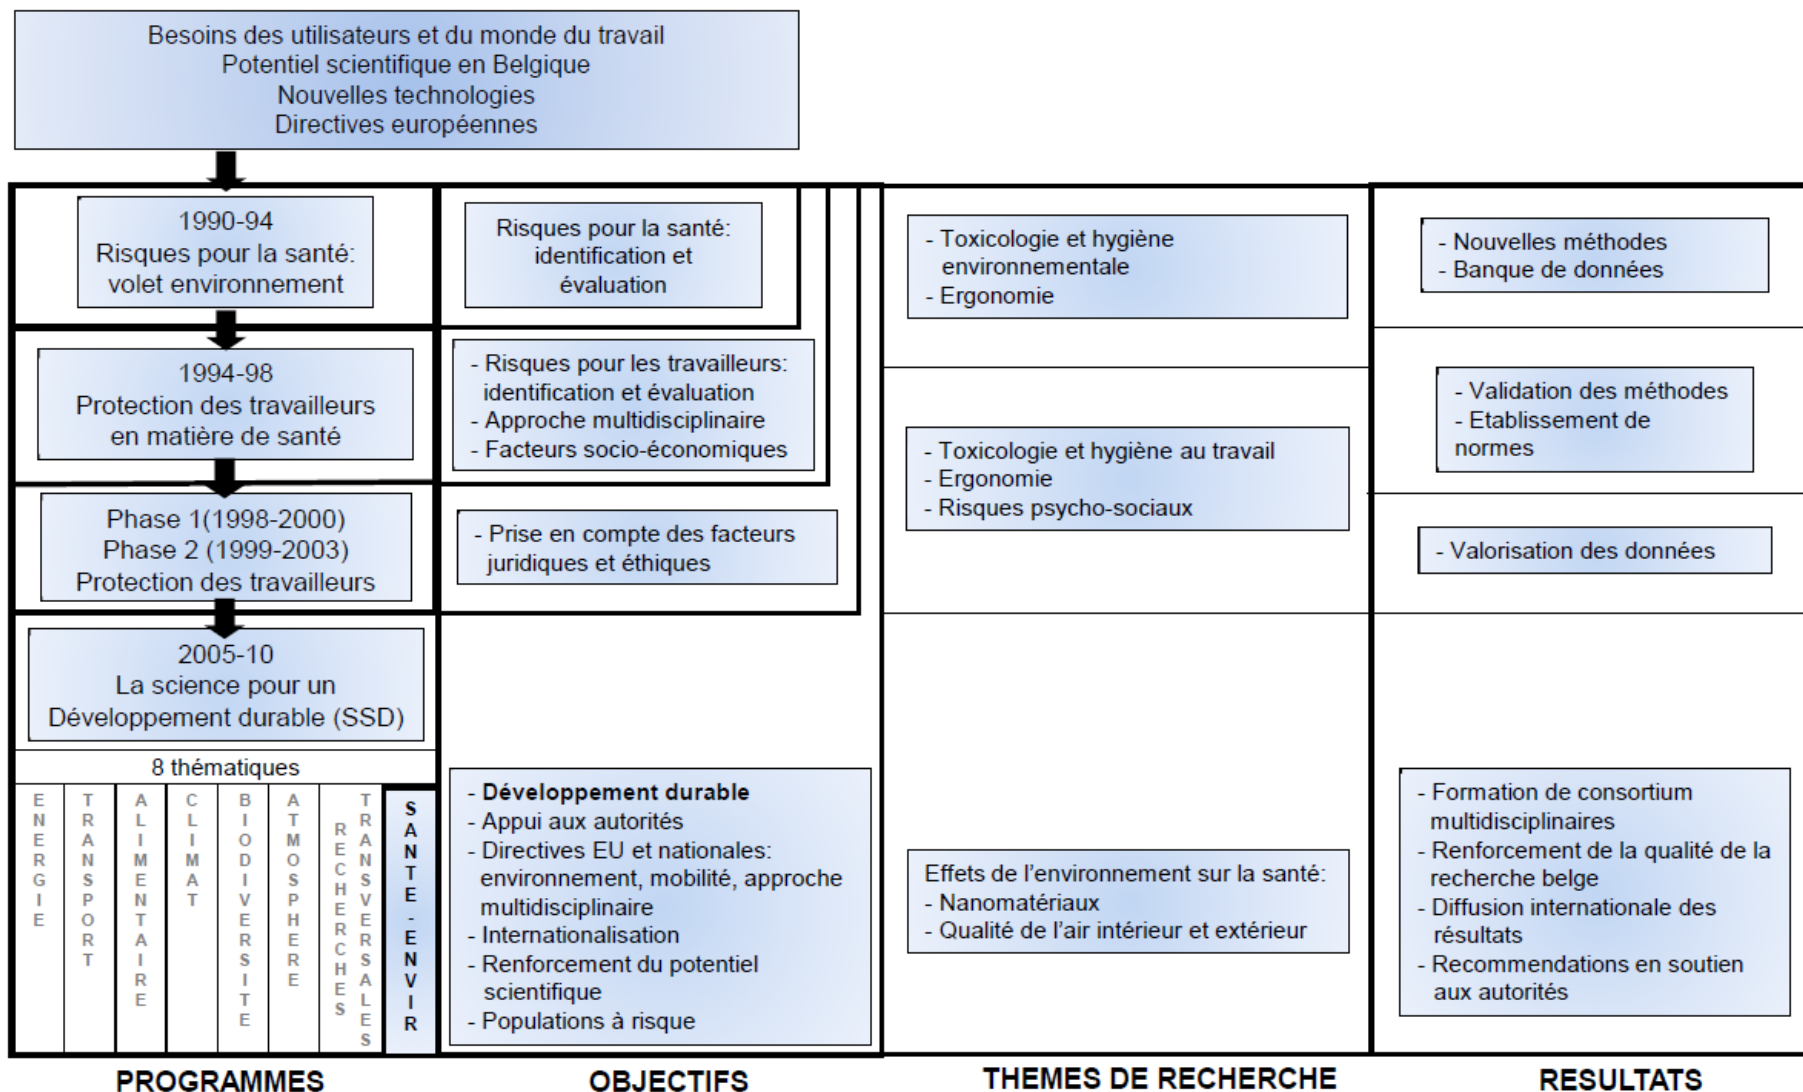 Besoins des utilisateurs et du monde du travail
Potentiel scientifique en Belgique
Nouvelles technologies
Directives européennes
1990-94
Risques pour la santé:
volet environnement
Risques pour la santé:
identification et
évaluation
- Toxicologie et hygiène
environnementale
- Ergonomie
- Nouvelles méthodes
- Banque de données
1994-98
Protection des travailleurs
en matière de santé
- Risques pour les travailleurs:
identification et évaluation
- Approche multidisciplinaire
- Facteurs socio-économiques
- Toxicologie et hygiène au travail
- Ergonomie
- Risques psycho-sociaux
- Validation des méthodes
- Etablissement de
normes
Phase 1(1998-2000)
Phase 2 (1999-2003)
Protection des travailleurs
- Prise en compte des facteurs
juridiques et éthiques
- Valorisation des données
2005-10
La science pour un
Développement durable (SSD)
8 thématiques
ENERGIE
TRANSPORT
ALIMENTAIRE
CLIMAT
BIODIVERSITE
ATMOSPHERE
RECHERCHES
TRANSVERSALES
SANTE-ENVIR
- Développement durable
- Appui aux autorités
- Directives EU et nationales:
environnement, mobilité, approche
multidisciplinaire
- Internationalisation
- Renforcement du potentiel
scientifique
- Populations à risque
Effets de l'environnement sur la santé:
- Nanomatériaux
- Qualité de l'air intérieur et extérieur
- Formation de consortium
multidisciplinaires
- Renforcement de la qualité de la
recherche belge
- Diffusion internationale des
résultats
- Recommendations en soutien
aux autorités
PROGRAMMES
OBJECTIFS
THEMES DE RECHERCHE
RESULTATS